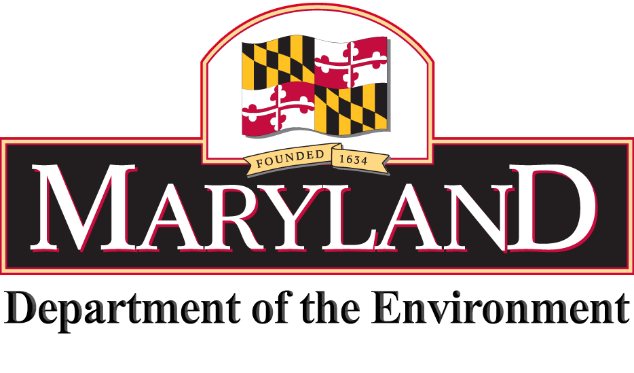 FOUNDED 1634
MARYLAND
Department of the Environment